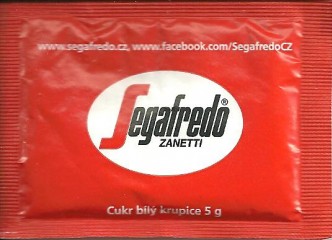 www.segafredo.cz, www.facebook.com/SegafredoCZ
Segafredo®
ZANETTI
Cukr bílý krupice 5 g